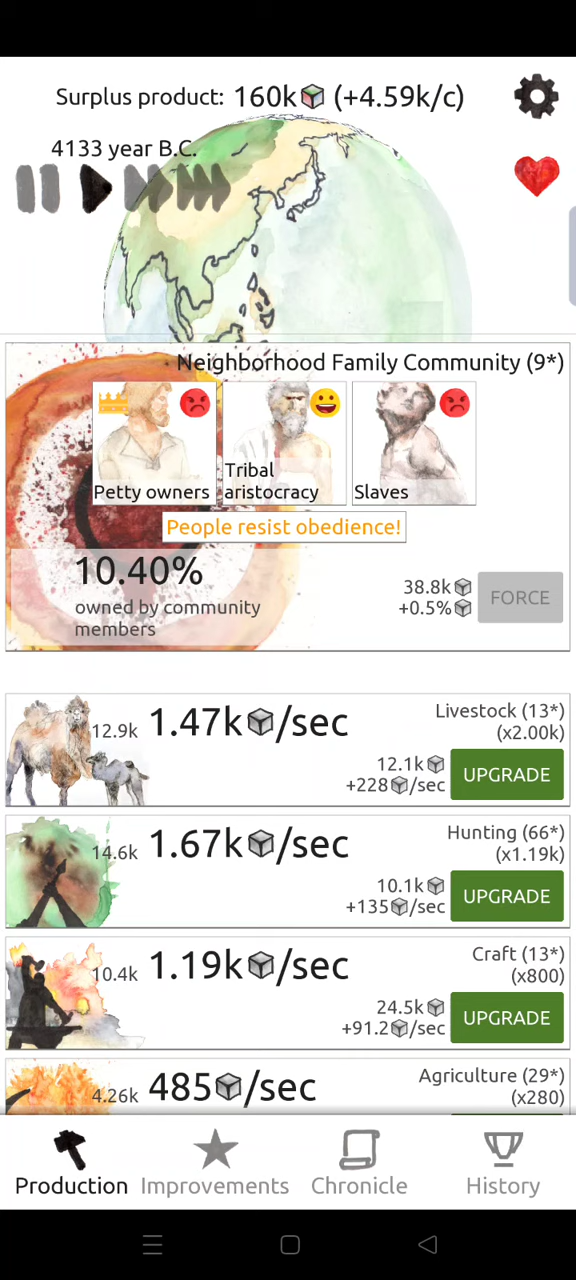 Surplus product: 160k (+4.59k/c)
4133 year B.C.
Neighborhood Family Community (9*)
Petty owners
Tribal
aristocracy
Slaves
People resist obedience!
10.40%
owned by community
members
38.8k
+0.5%
FORCE
12.9k 1.47k/sec
Livestock (13*)
(x2.00k)
12.1k
+228/sec
UPGRADE
14.6k 1.67k/sec
Hunting (66*)
(x1.19k)
10.1k
+135/sec
UPGRADE
10.4k 1.19k/sec
Craft (13*)
(x800)
24.5k
+91.2/sec
UPGRADE
4.26k 485/sec
Agriculture (29*)
(x280)
Production
Improvements
Chronicle
History